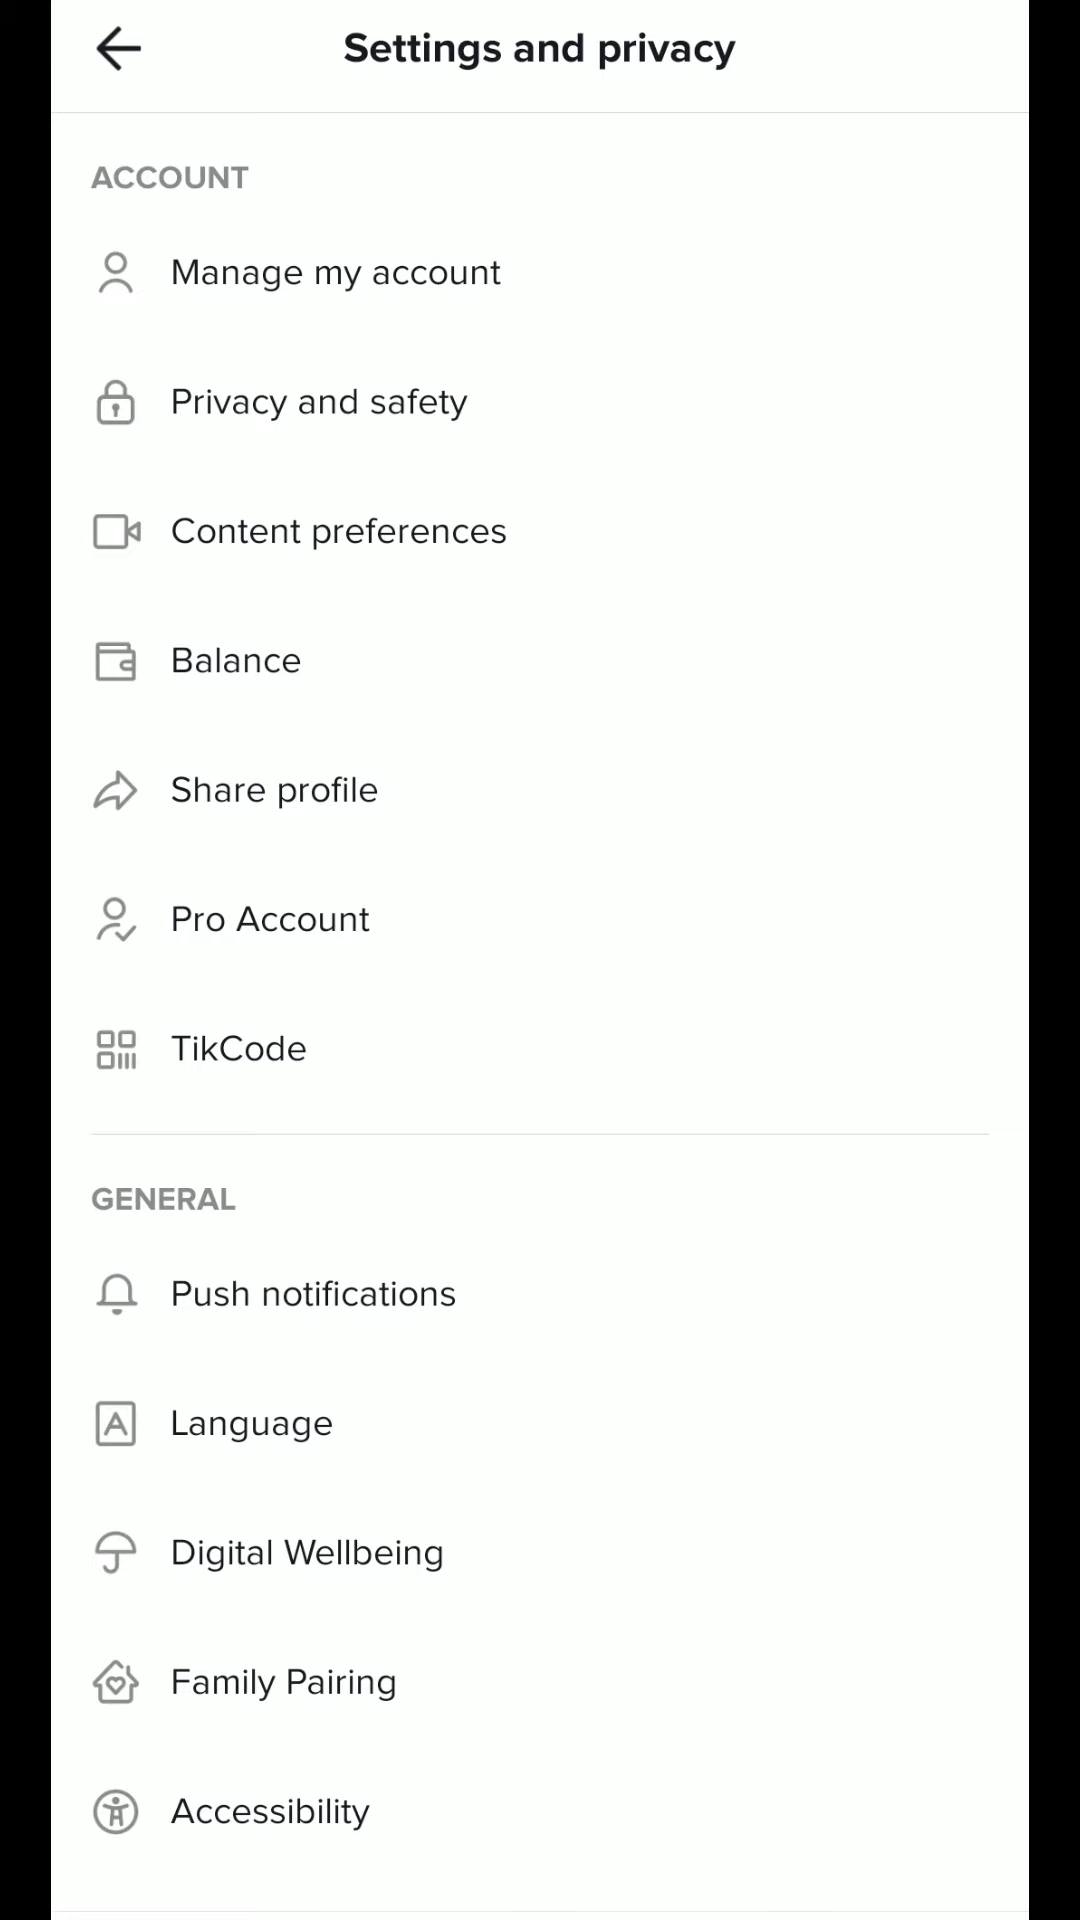 Settings and privacy
ACCOUNT
Manage my account
Privacy and safety
Content preferences
Balance
Share profile
Pro Account
TikCode
GENERAL
Push notifications
Language
Digital Wellbeing
Family Pairing
Accessibility